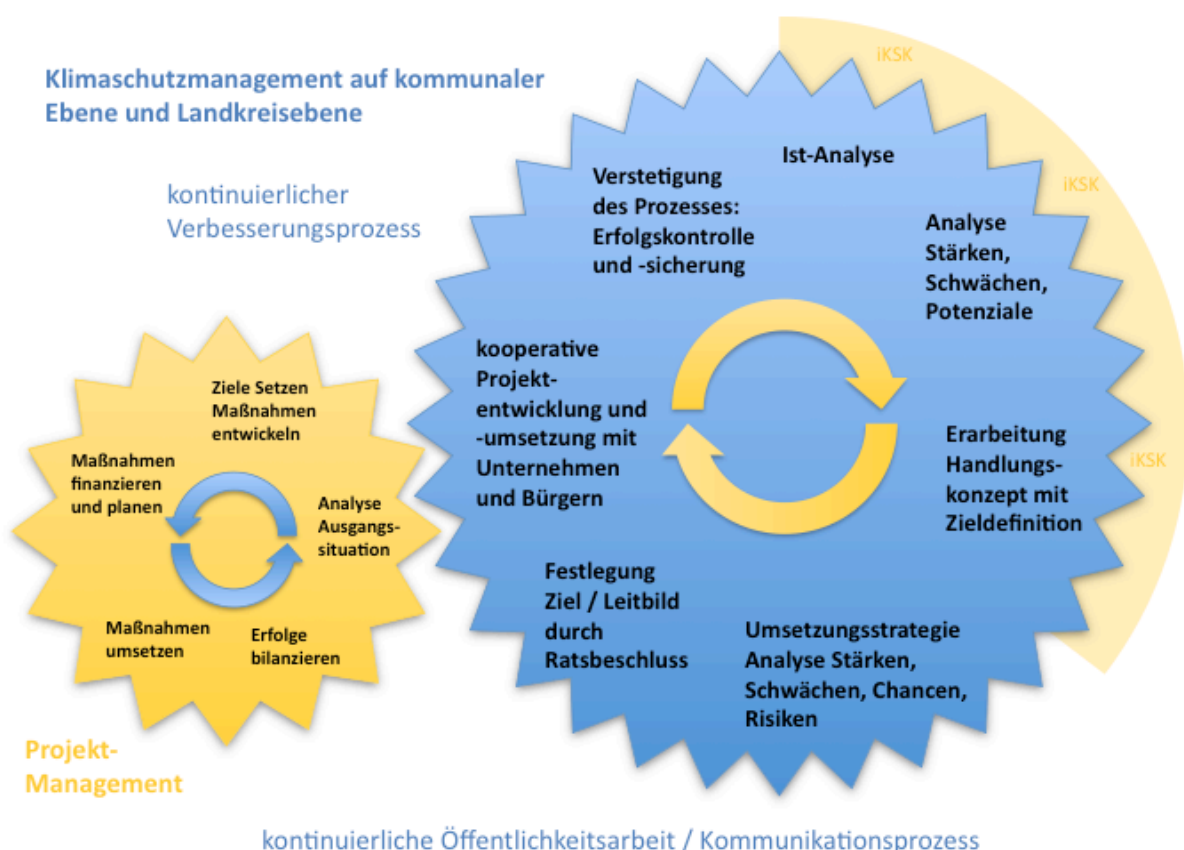 Klimaschutzmanagement auf kommunaler
Ebene und Landkreisebene
kontinuierlicher
Verbesserungsprozess
iKSK
iKSK
iKSK
Ist-Analyse
Analyse
Stärken,
Schwächen,
Potenziale
Erarbeitung
Handlungs-
konzept mit
Zieldefinition
Umsetzungsstrategie
Analyse Stärken,
Schwächen, Chancen,
Risiken
Festlegung
Ziel / Leitbild
durch
Ratsbeschluss
kooperative
Projekt-
entwicklung und
-umsetzung mit
Unternehmen
und Bürgern
Verstetigung
des Prozesses:
Erfolgskontrolle
und -sicherung
Ziele Setzen
Maßnahmen
entwickeln
Maßnahmen
finanzieren
und planen
Maßnahmen
umsetzen
Erfolge
bilanzieren
Analyse
Ausgangs-
situation
Projekt-
Management
kontinuierliche Öffentlichkeitsarbeit / Kommunikationsprozess